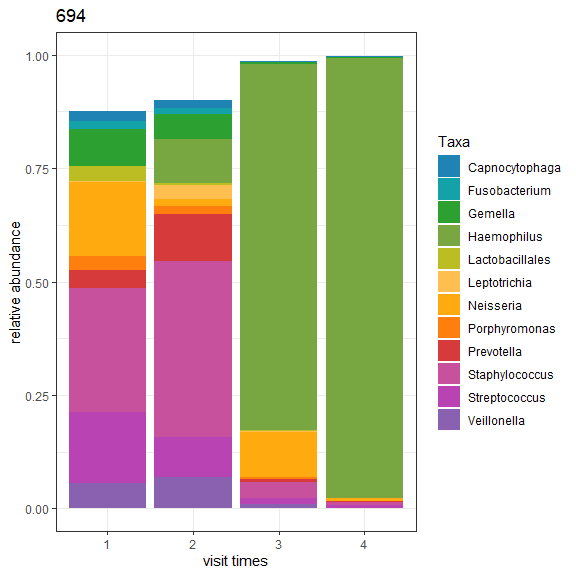 694
1.00
0.75
0.50
0.25
0.00
relative abundance
1 2 3 4
visit times
Taxa
Capnocytophaga
Fusobacterium
Gemella
Haemophilus
Lactobacillales
Leptotrichia
Neisseria
Porphyromonas
Prevotella
Staphylococcus
Streptococcus
Veillonella